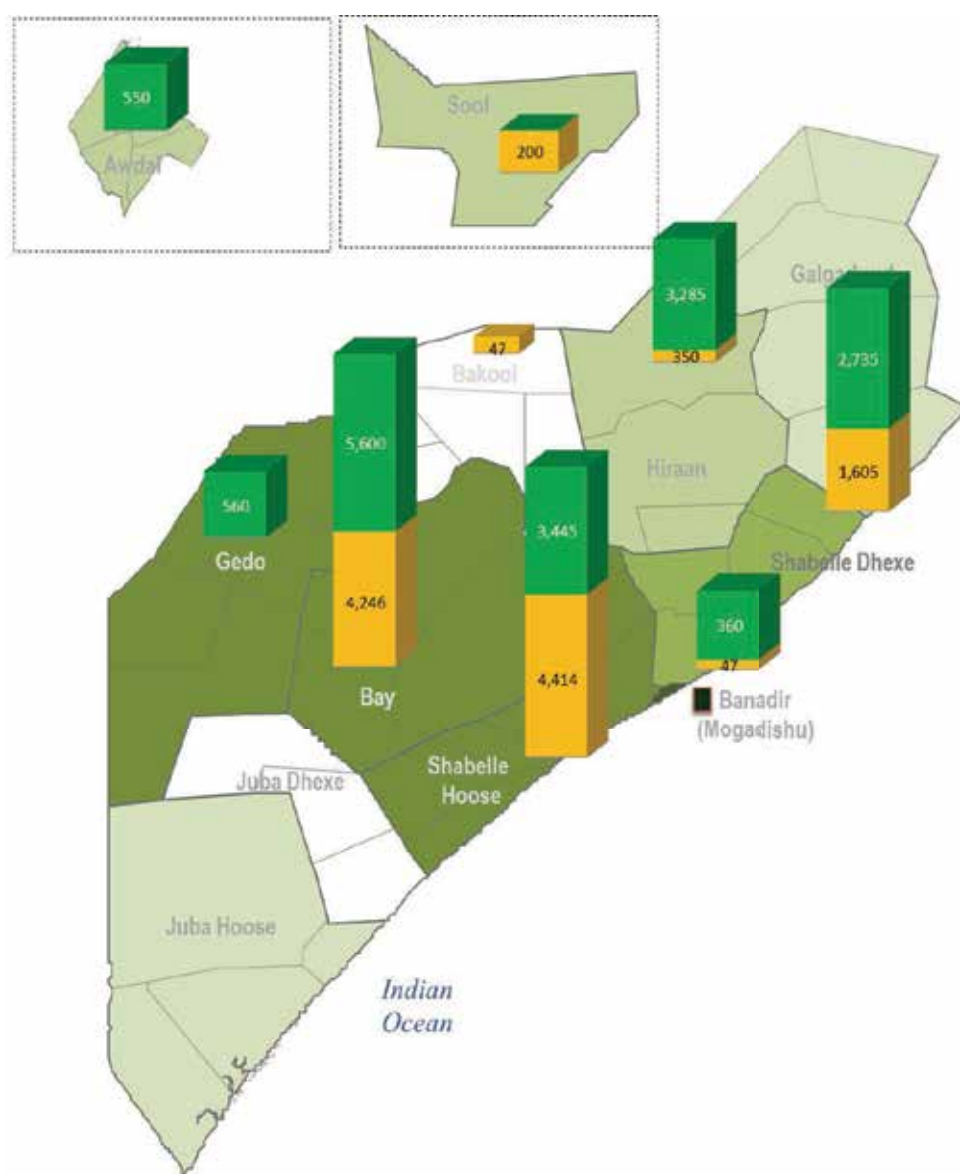 550
Awdal
Sool
200
3,285
350
2,735
1,605
47
Bakool
5,600
4,246
560
Gedo
Hiraan
3,445
4,414
Shabelle Dhexe
360
47
Bay
Banadir
(Mogadishu)
Shabelle
Hoose
Juba Dhexe
Juba Hoose
Indian
Ocean